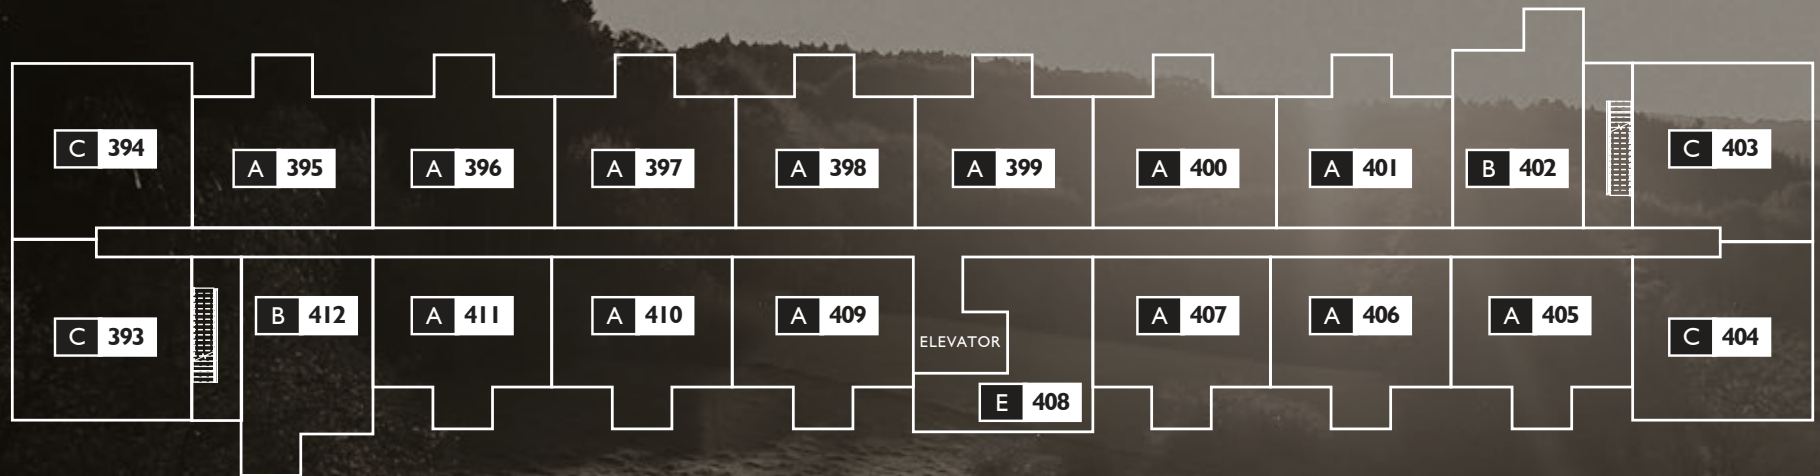 C 394
A 395
A 396
A 397
A 398
A 399
A 400
A 401
B 402
C 403
C 393
B 412
A 411
A 410
A 409
ELEVATOR
E 408
A 407
A 406
A 405
C 404